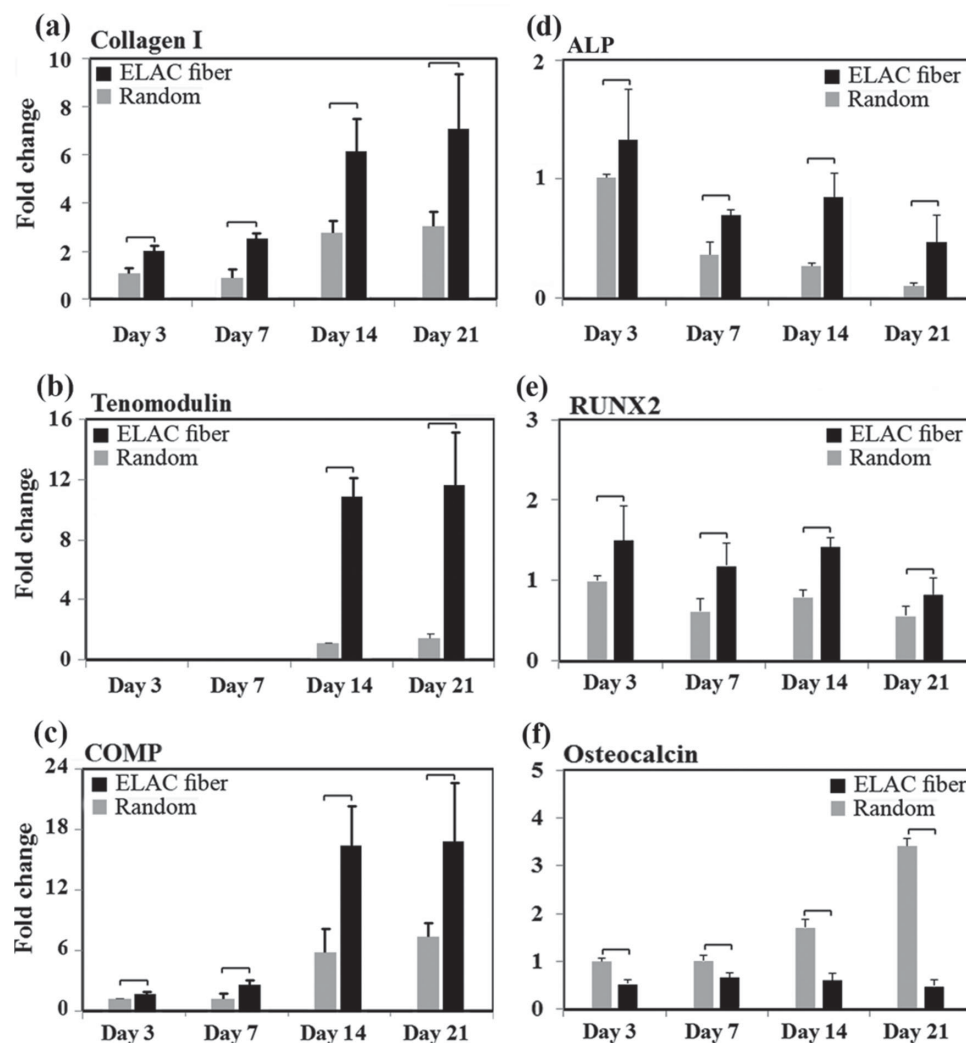 (a)
Collagen I
10
8
6
4
2
0
Fold change
ELAC fiber
Random
Day 3 Day 7 Day 14 Day 21
(b)
Tenomodulin
16
12
8
4
0
Fold change
ELAC fiber
Random
Day 3 Day 7 Day 14 Day 21
(c)
COMP
24
18
12
6
0
Fold change
ELAC fiber
Random
Day 3 Day 7 Day 14 Day 21
(d)
ALP
2
1
0
ELAC fiber
Random
Day 3 Day 7 Day 14 Day 21
(e)
RUNX2
3
2
1
0
ELAC fiber
Random
Day 3 Day 7 Day 14 Day 21
(f)
Osteocalcin
5
4
3
2
1
0
ELAC fiber
Random
Day 3 Day 7 Day 14 Day 21